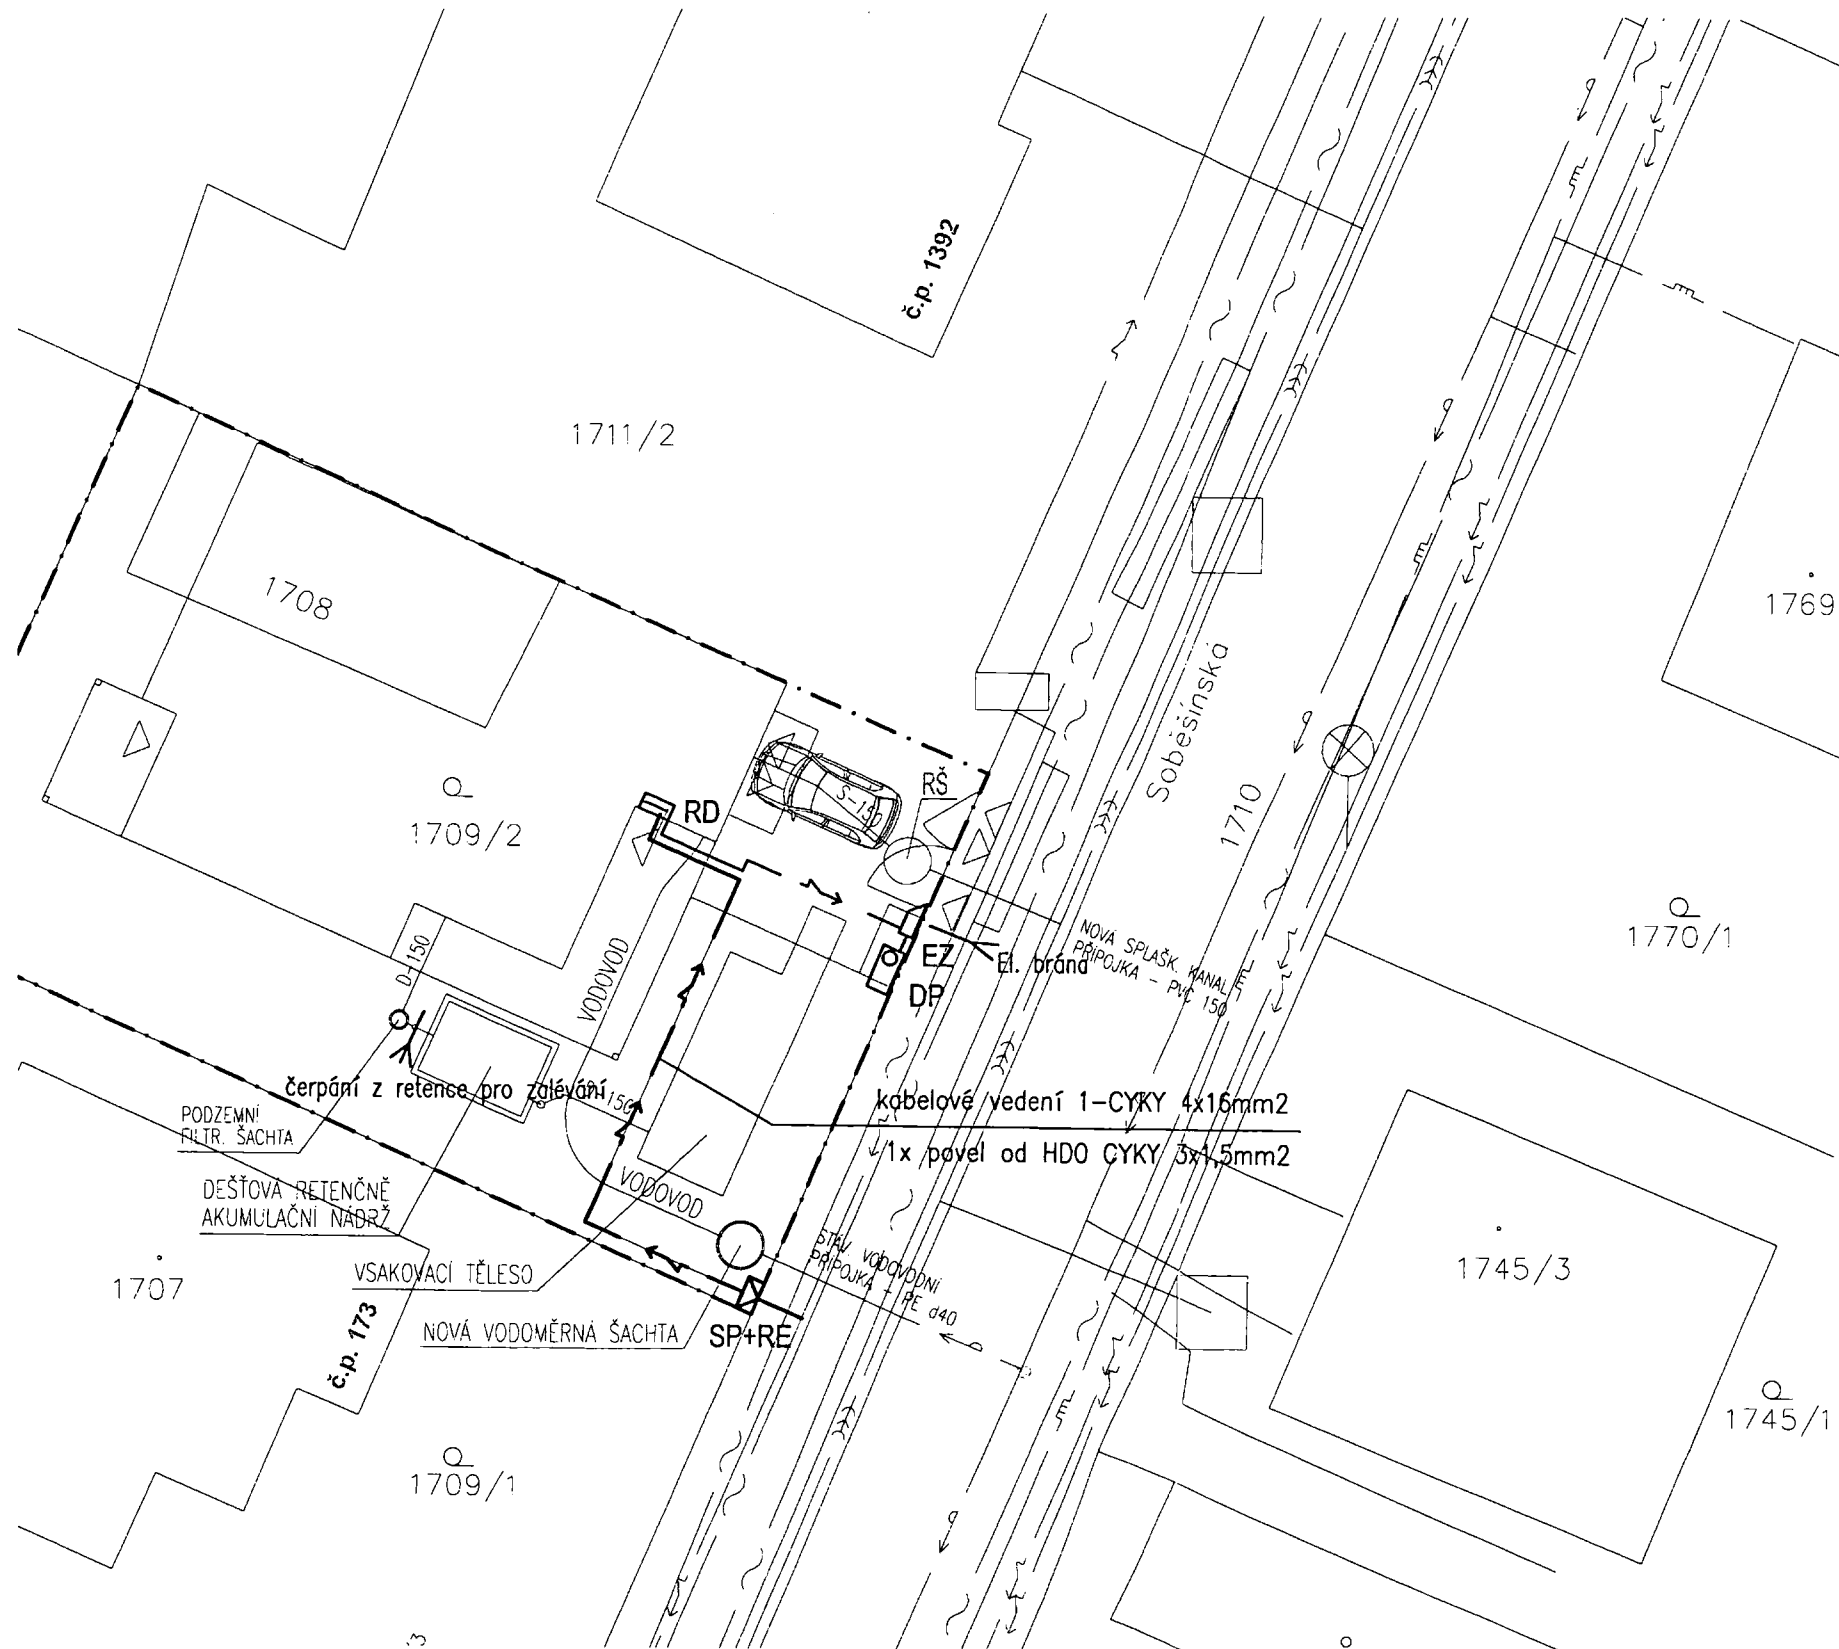 č.p. 1392
1711/2
1708
1769
Soběšínská
RŠ
S-150
RD
1709/2
1710
1770/1
VODOVOD
D-150
EZ
El. brána
DP
NOVÁ SPLAŠK. KANAL.
PŘÍPOJKA - PVC 150
čerpání z retence pro zalévání
kabelové vedení 1-CYKY 4x16mm2
1x povel od HDO CYKY 3x1,5mm2
PODZEMNÍ
FILTR. ŠACHTA
DEŠŤOVÁ RETENČNĚ
AKUMULAČNÍ NÁDRŽ
VODOVOD
STÁV. VODOVODNÍ
PŘÍPOJKA - PE d40
VSAKOVACÍ TĚLESO
1707
č.p. 173
NOVÁ VODOMĚRNÁ ŠACHTA
SP+RE
1745/3
1745/1
1709/1